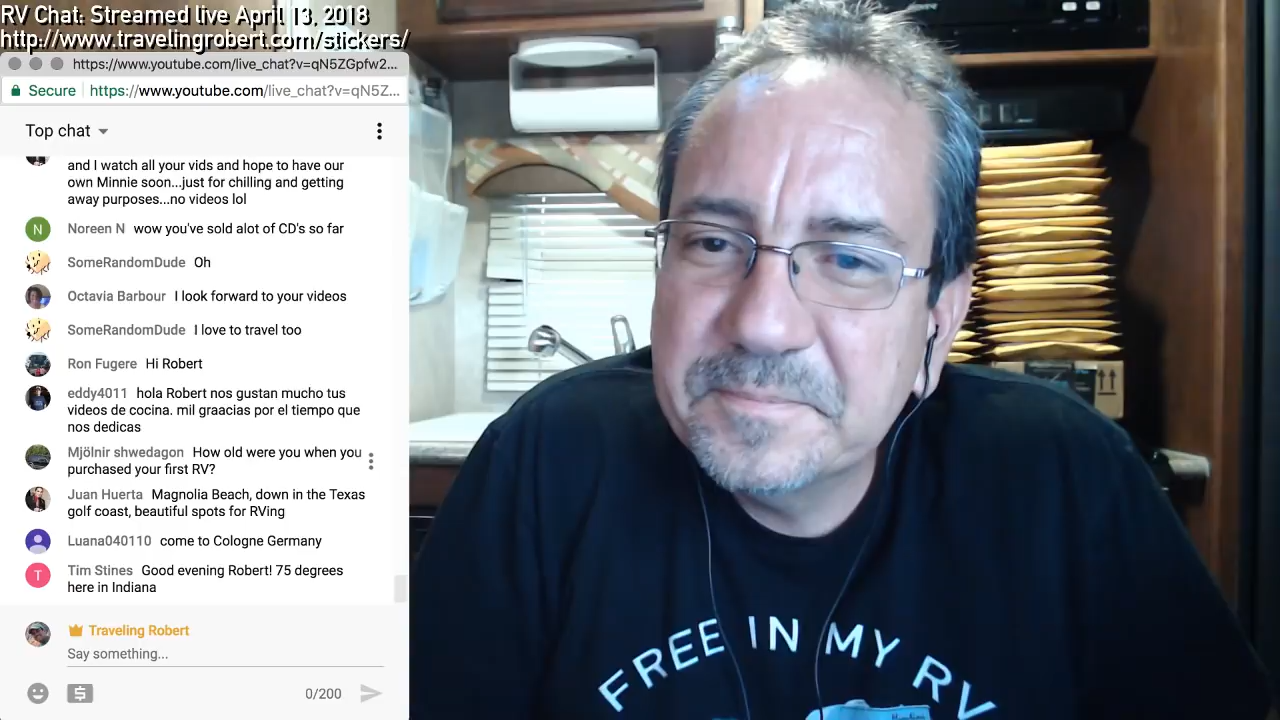 RV Chat: Streamed live April 13, 2018
http://www.travelingrobert.com/stickers/
https://www.youtube.com/live_chat?v=qN5ZGpfw2...
Secure https://www.youtube.com/live_chat?v=qN5Z...
Top chat
and I watch all your vids and hope to have our
own Minnie soon...just for chilling and getting
away purposes...no videos lol
N Noreen N wow you've sold alot of CD's so far
SomeRandomDude Oh
Octavia Barbour I look forward to your videos
SomeRandomDude I love to travel too
Ron Fugere Hi Robert
eddy4011 hola Robert nos gustan mucho tus
videos de cocina. mil graacias por el tiempo que
nos dedicas
Mjölnir shwedagon How old were you when you
purchased your first RV?
Juan Huerta Magnolia Beach, down in the Texas
golf coast, beautiful spots for RVing
Luana040110 come to Cologne Germany
T Tim Stines Good evening Robert! 75 degrees
here in Indiana
Traveling Robert
Say something...
0/200
FREE IN MY RV